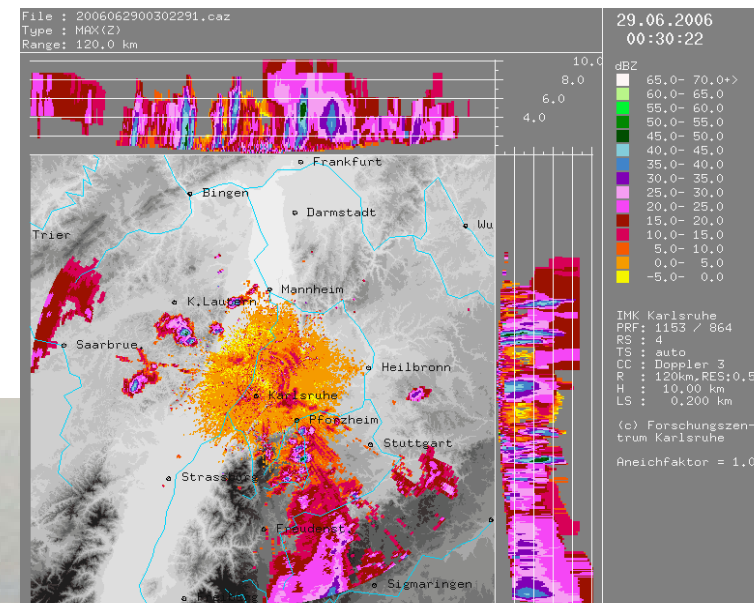 File : 2006062900302291.caz
Type : MAX(Z)
Range: 120.0 km
29.06.2006
00:30:22
10.0
8.0
6.0
4.0
dBZ
65.0- 70.0+>
60.0- 65.0
55.0- 60.0
50.0- 55.0
45.0- 50.0
40.0- 45.0
35.0- 40.0
30.0- 35.0
25.0- 30.0
20.0- 25.0
15.0- 20.0
10.0- 15.0
5.0- 10.0
0.0- 5.0
-5.0- 0.0
Frankfurt
Bingen
Darmstadt
Wu
Trier
Mannheim
K.Lautern
Saarbrue
Heilbronn
Karlsruhe
Pforzheim
Stuttgart
Strassburg
Freudenst
Sigmaringen
IMK Karlsruhe
PRF: 1153 / 864
RS : 4
TS : auto
CC : Doppler 3
R : 120km,RES:0.5
H : 10.00 km
LS : 0.200 km
(c) Forschungszen-
trum Karlsruhe
Aneichfaktor = 1.0